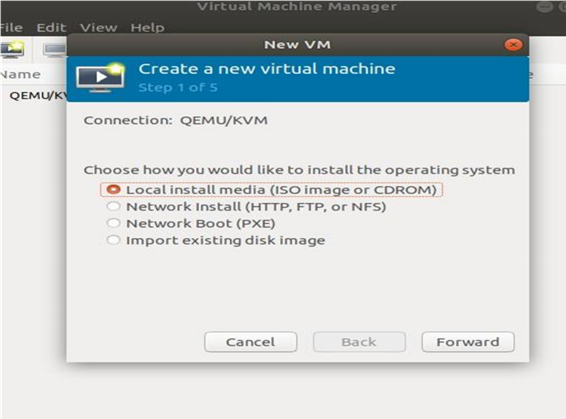 Virtual Machine Manager
File Edit View Help
New VM
Name
Create a new virtual machine
Step 1 of 5
Connection: QEMU/KVM
Choose how you would like to install the operating system
Local install media (ISO image or CDROM)
Network Install (HTTP, FTP, or NFS)
Network Boot (PXE)
Import existing disk image
Cancel Back Forward